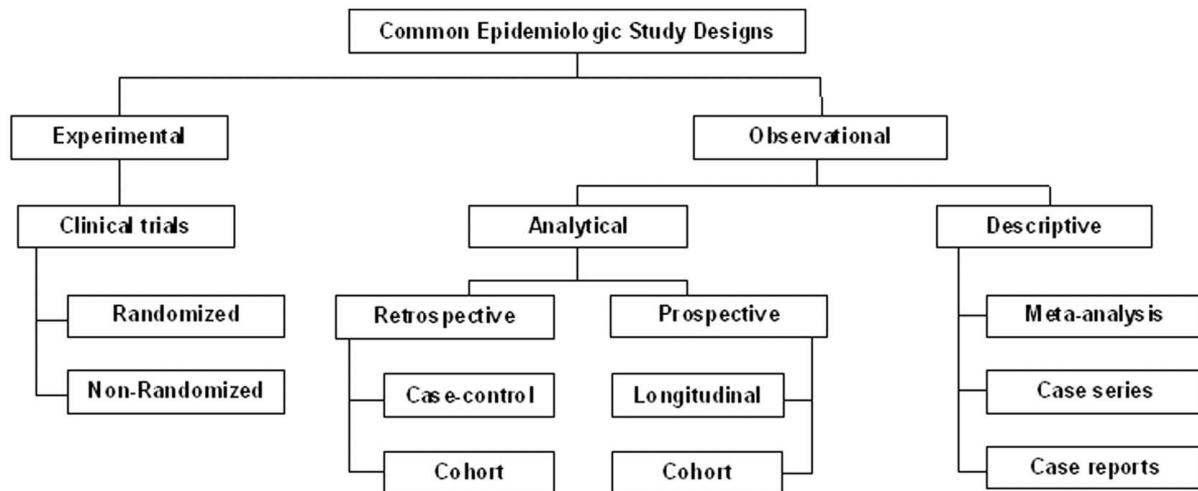 Common Epidemiologic Study Designs
Experimental
Observational
Clinical trials
Analytical
Descriptive
Randomized
Retrospective
Prospective
Meta-analysis
Non-Randomized
Case-control
Longitudinal
Case series
Cohort
Cohort
Case reports